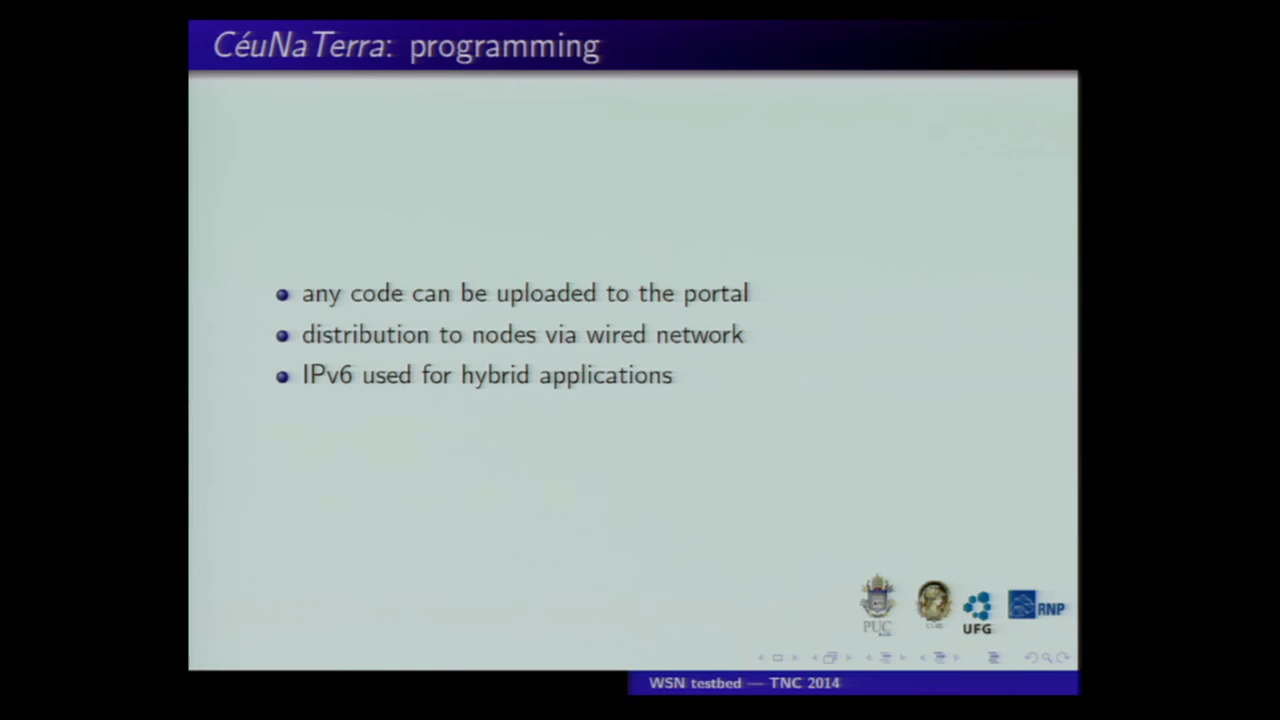 CéuNaTerra: programming
any code can be uploaded to the portal
distribution to nodes via wired network
IPv6 used for hybrid applications
PUC
UFG
RNP
WSN testbed — TNC 2014